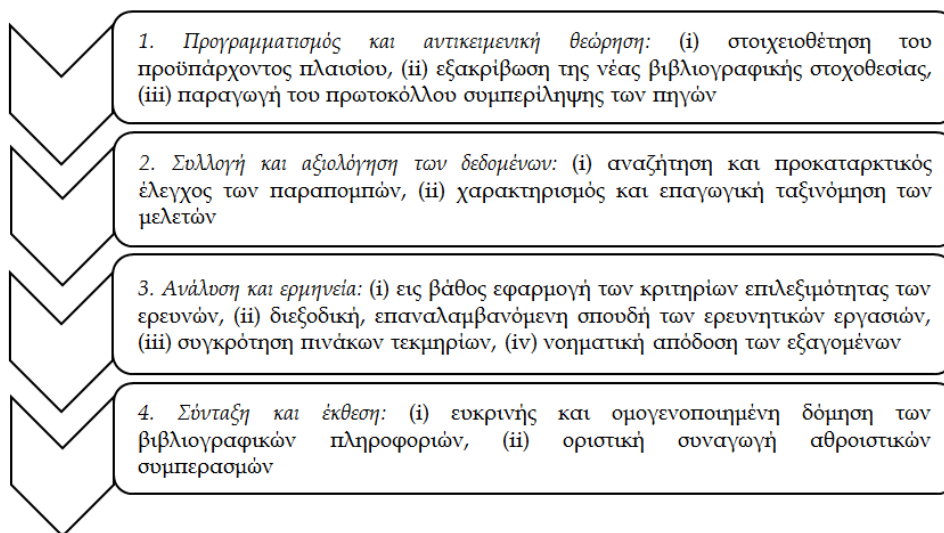 1. Προγραμματισμός και αντικειμενική θεώρηση: (i) στοιχειοθέτηση του
προϋπάρχοντος πλαισίου, (ii) εξακρίβωση της νέας βιβλιογραφικής στοχοθεσίας,
(iii) παραγωγή του πρωτοκόλλου συμπερίληψης των πηγών
2. Συλλογή και αξιολόγηση των δεδομένων: (i) αναζήτηση και προκαταρκτικός
έλεγχος των παραπομπών, (ii) χαρακτηρισμός και επαγωγική ταξινόμηση των
μελετών
3. Ανάλυση και ερμηνεία: (i) εις βάθος εφαρμογή των κριτηρίων επιλεξιμότητας των
ερευνών, (ii) διεξοδική, επαναλαμβανόμενη σπουδή των ερευνητικών εργασιών,
(iii) συγκρότηση πινάκων τεκμηρίων, (iv) νοηματική απόδοση των εξαγομένων
4. Σύνταξη και έκθεση: (i) ευκρινής και ομογενοποιημένη δόμηση των
βιβλιογραφικών πληροφοριών, (ii) οριστική συναγωγή αθροιστικών
συμπερασμών